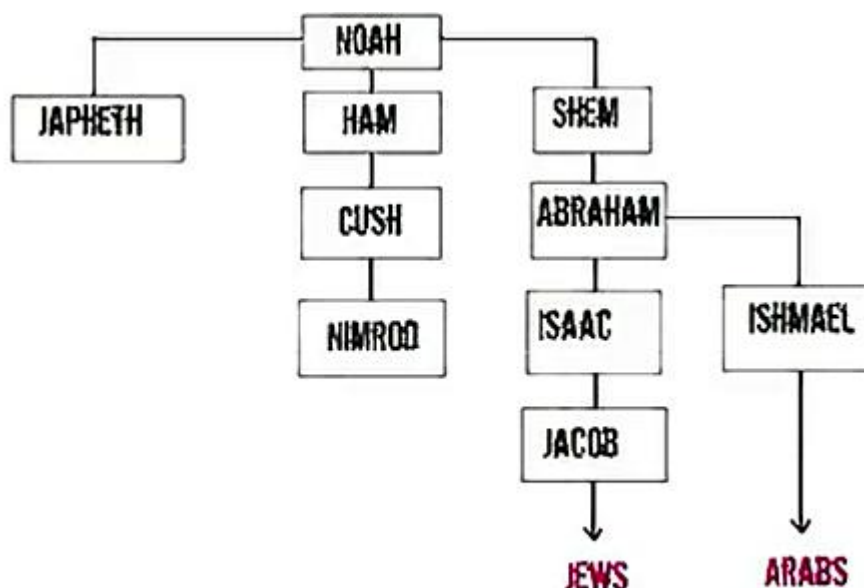 NOAH
JAPHETH
HAM
SHEM
CUSH
ABRAHAM
NIMROD
ISAAC
ISHMAEL
JACOB
JEWS
ARABS